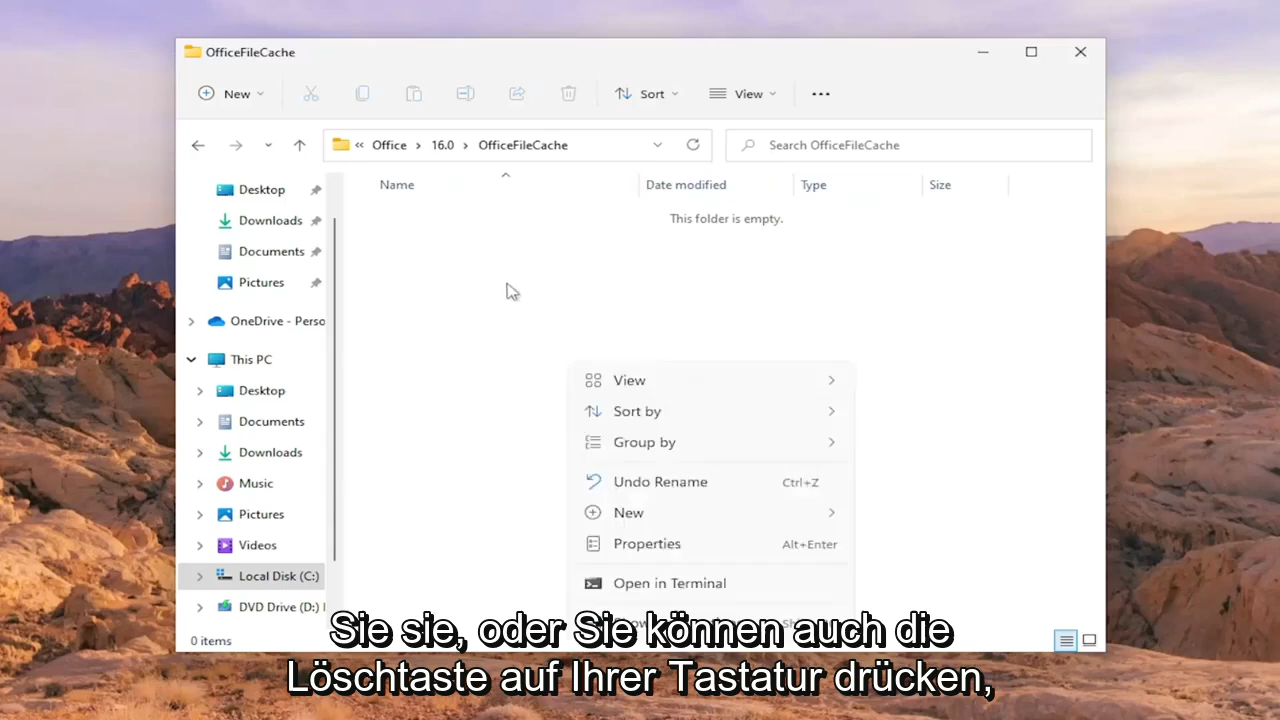 OfficeFileCache
New
Sort
View
Office
16.0
OfficeFileCache
Search OfficeFileCache
Name
Date modified
Type
Size
This folder is empty.
Desktop
Downloads
Documents
Pictures
OneDrive - Perso
This PC
Desktop
Documents
Downloads
Music
Pictures
Videos
Local Disk (C:)
DVD Drive (D:)
0 items
View
Sort by
Group by
Undo Rename Ctrl+Z
New
Properties Alt+Enter
Open in Terminal
Sie sie, oder Sie können auch die
Löschtaste auf Ihrer Tastatur drücken,